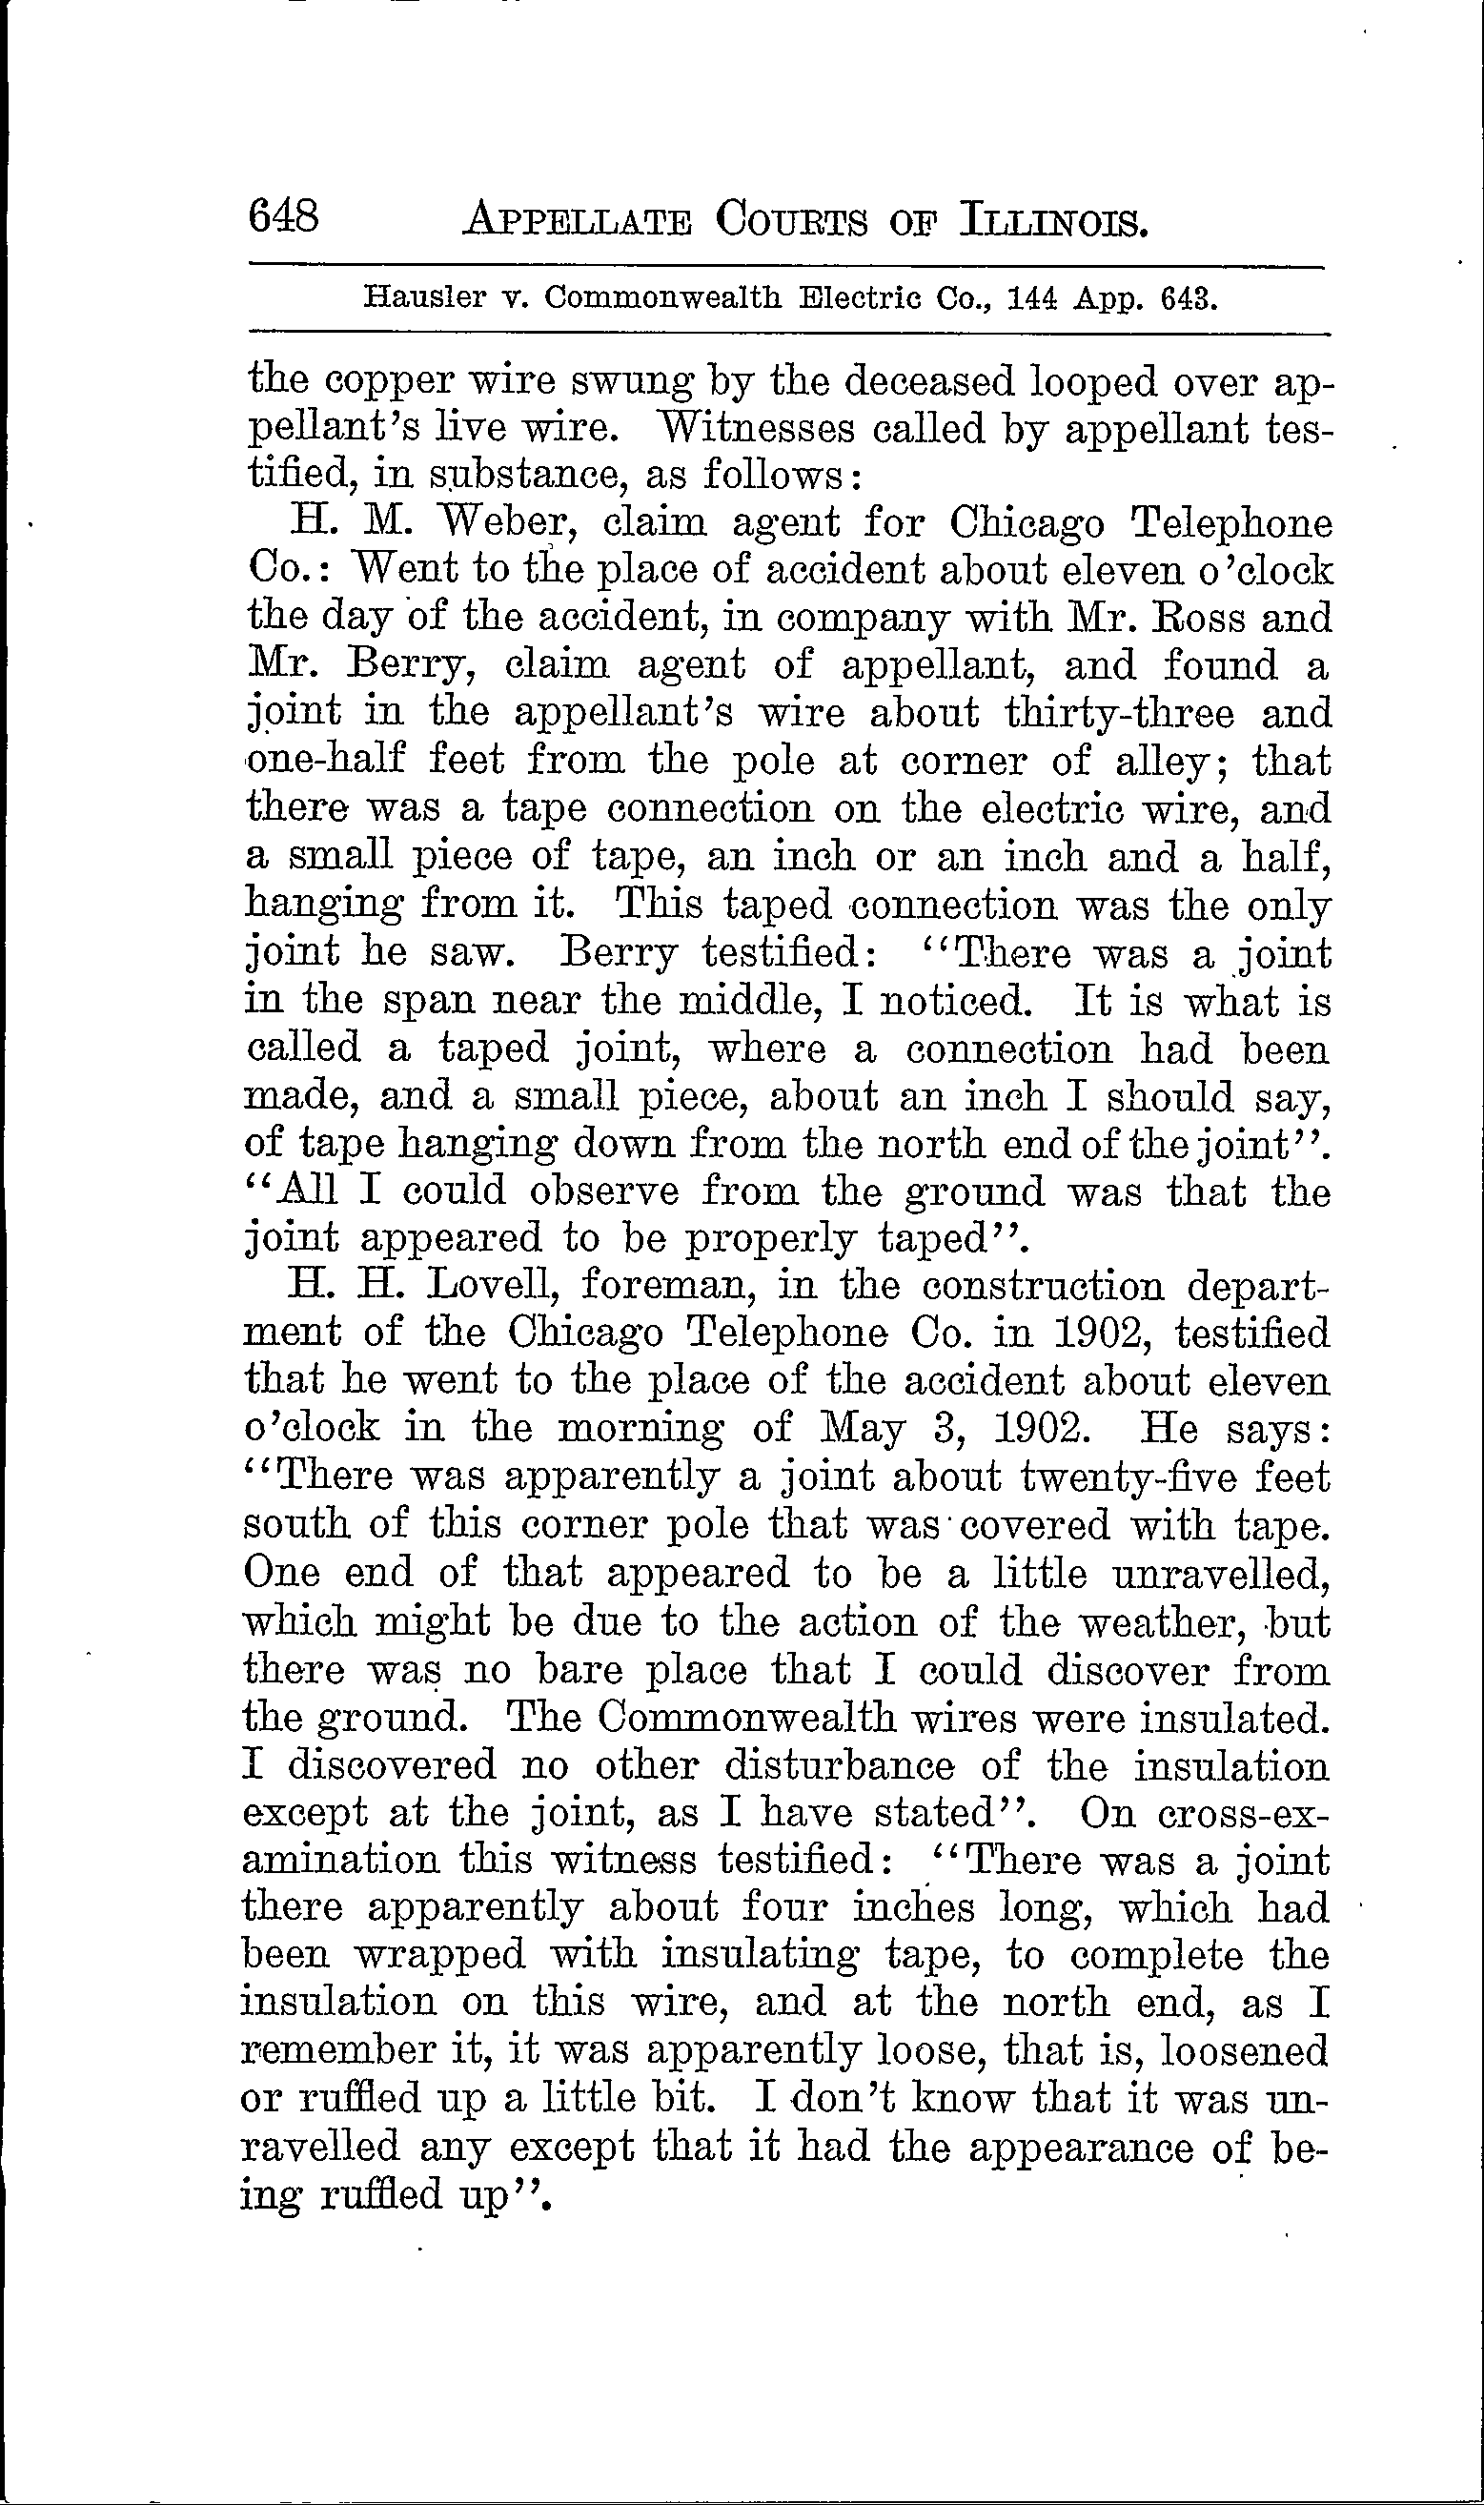 648 APPELLATE COURTS OF ILLINOIS.
Hausler v. Commonwealth Electric Co., 144 App. 643.
the copper wire swung by the deceased looped over ap-
pellant's live wire. Witnesses called by appellant tes-
tified, in substance, as follows:
H. M. Weber, claim agent for Chicago Telephone
Co.: Went to the place of accident about eleven o'clock
the day of the accident, in company with Mr. Ross and
Mr. Berry, claim agent of appellant, and found a
joint in the appellant's wire about thirty-three and
one-half feet from the pole at corner of alley; that
there was a tape connection on the electric wire, and
a small piece of tape, an inch or an inch and a half,
hanging from it. This taped connection was the only
joint he saw. Berry testified: "There was a joint
in the span near the middle, I noticed. It is what is
called a taped joint, where a connection had been
made, and a small piece, about an inch I should say,
of tape hanging down from the north end of the joint".
"All I could observe from the ground was that the
joint appeared to be properly taped".
H. H. Lovell, foreman, in the construction depart-
ment of the Chicago Telephone Co. in 1902, testified
that he went to the place of the accident about eleven
o'clock in the morning of May 3, 1902. He says:
"There was apparently a joint about twenty-five feet
south of this corner pole that was covered with tape.
One end of that appeared to be a little unravelled,
which might be due to the action of the weather, but
there was no bare place that I could discover from
the ground. The Commonwealth wires were insulated.
I discovered no other disturbance of the insulation
except at the joint, as I have stated". On cross-ex-
amination this witness testified: "There was a joint
there apparently about four inches long, which had
been wrapped with insulating tape, to complete the
insulation on this wire, and at the north end, as I
remember it, it was apparently loose, that is, loosened
or ruffled up a little bit. I don't know that it was un-
ravelled any except that it had the appearance of be-
ing ruffled up".